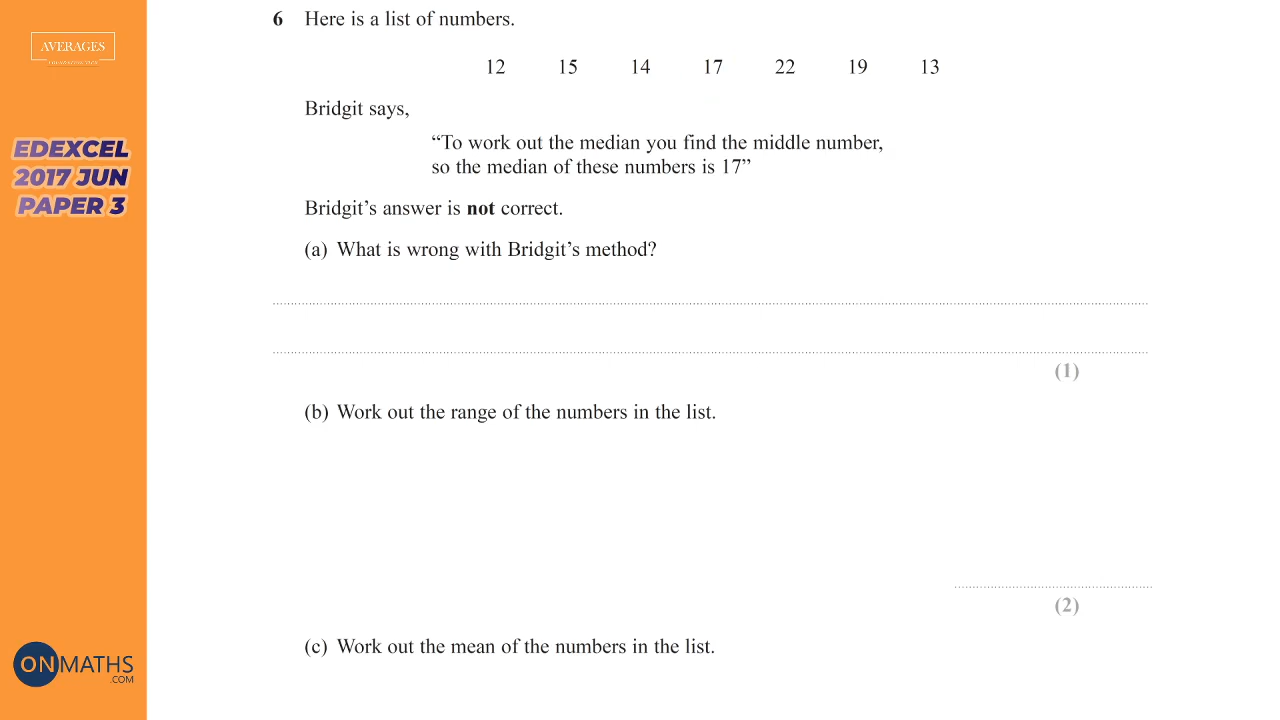 AVERAGES
EDEXCEL
2017 JUN
PAPER 3
6 Here is a list of numbers.
12 15 14 17 22 19 13
Bridgit says,
“To work out the median you find the middle number,
so the median of these numbers is 17”
Bridgit’s answer is not correct.
(a) What is wrong with Bridgit’s method?
(1)
(b) Work out the range of the numbers in the list.
(2)
(c) Work out the mean of the numbers in the list.
ONMATHS
.COM